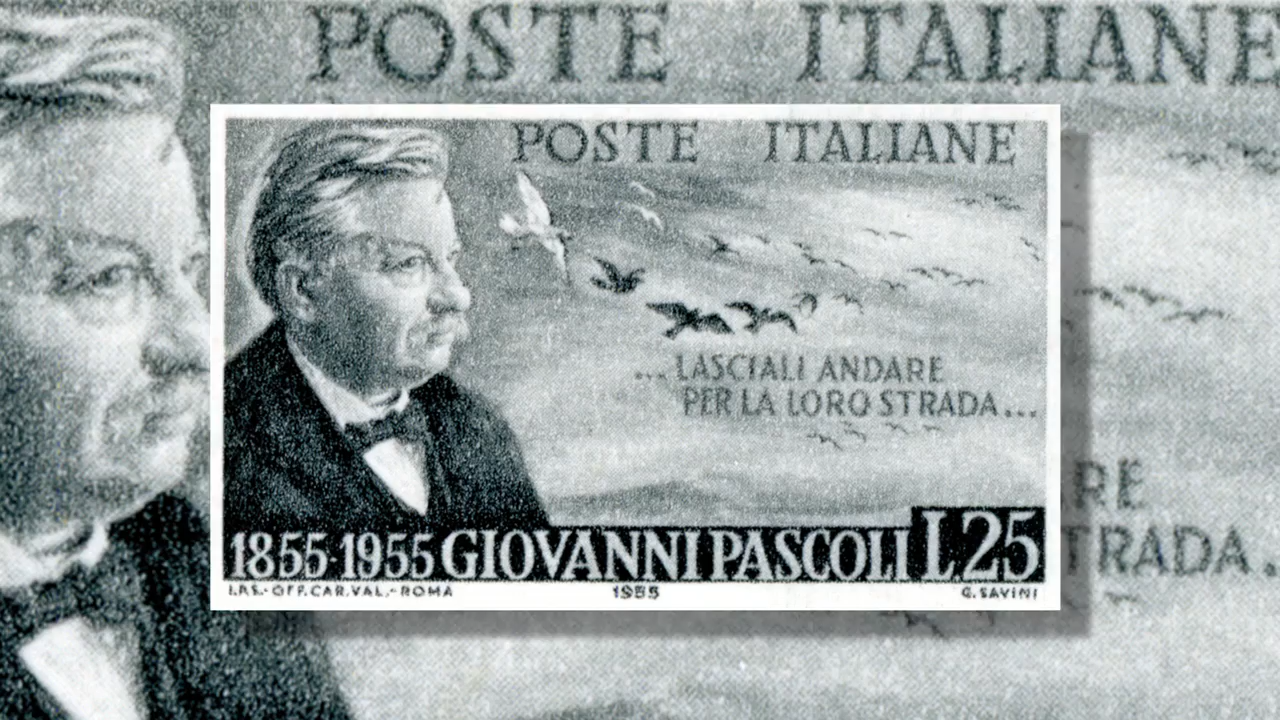 POSTE ITALIANE
POSTE ITALIANE
...LASCIALI ANDARE
PER LA LORO STRADA...
RE
TRADA.
1855-1955 GIOVANNI PASCOLI L.25
I.P.S.-OFF.CAR.VAL.-ROMA 1955 G. SAVINI